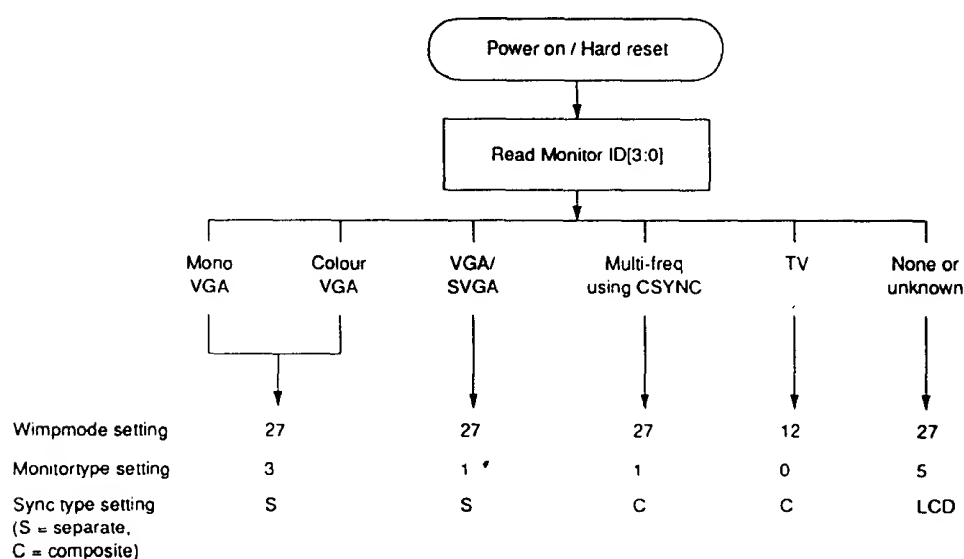 Power on / Hard reset
Read Monitor ID[3:0]
Mono VGA
Colour VGA
VGA/ SVGA
Multi-freq using CSYNC
TV
None or unknown
Wimpmode setting 27 27 27 12 27
Monitortype setting 3 1 1 0 5
Sync type setting S S C C LCD
(S = separate,
C = composite)